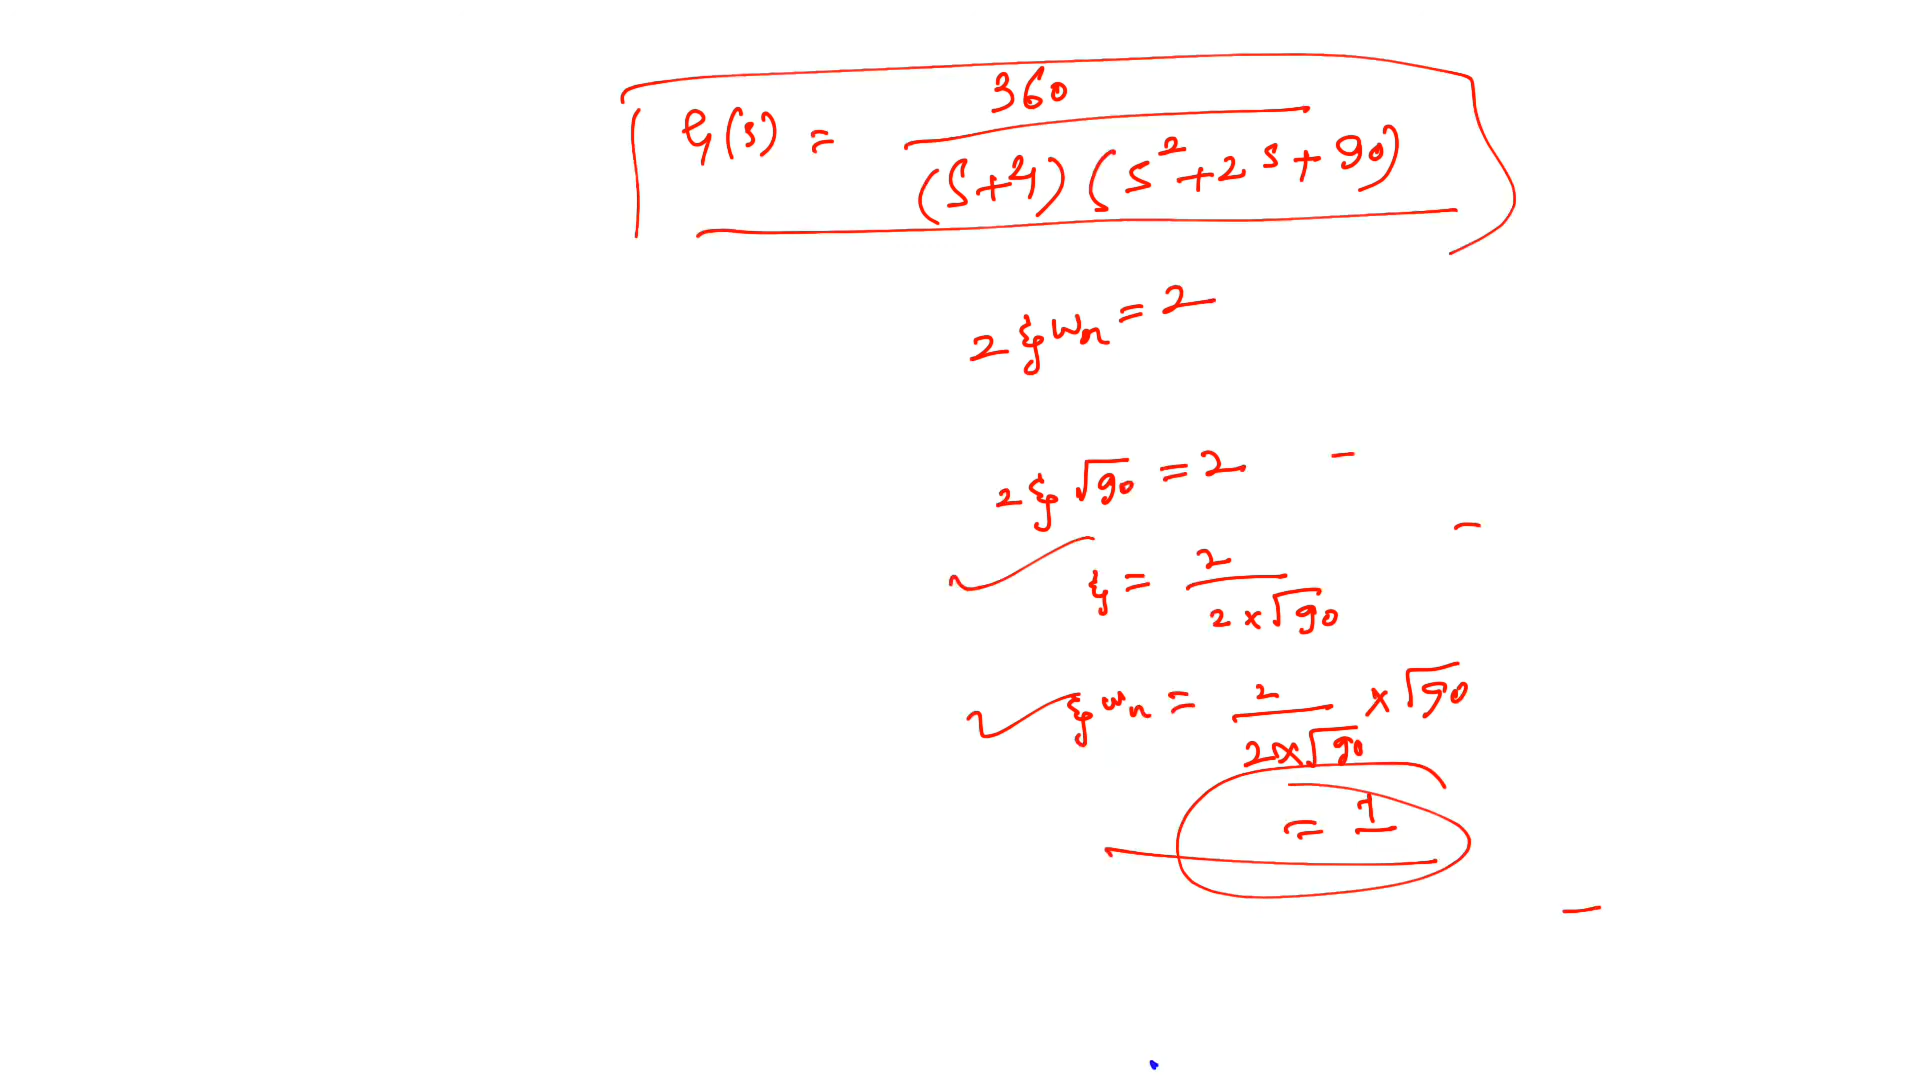 G(s) = 360 / (s+4)(s²+2s+90)
2ξωn = 2
2ξ√90 = 2
ξ = 2 / 2×√90
ξωn = 2 / 2×√90 × √90
= 1